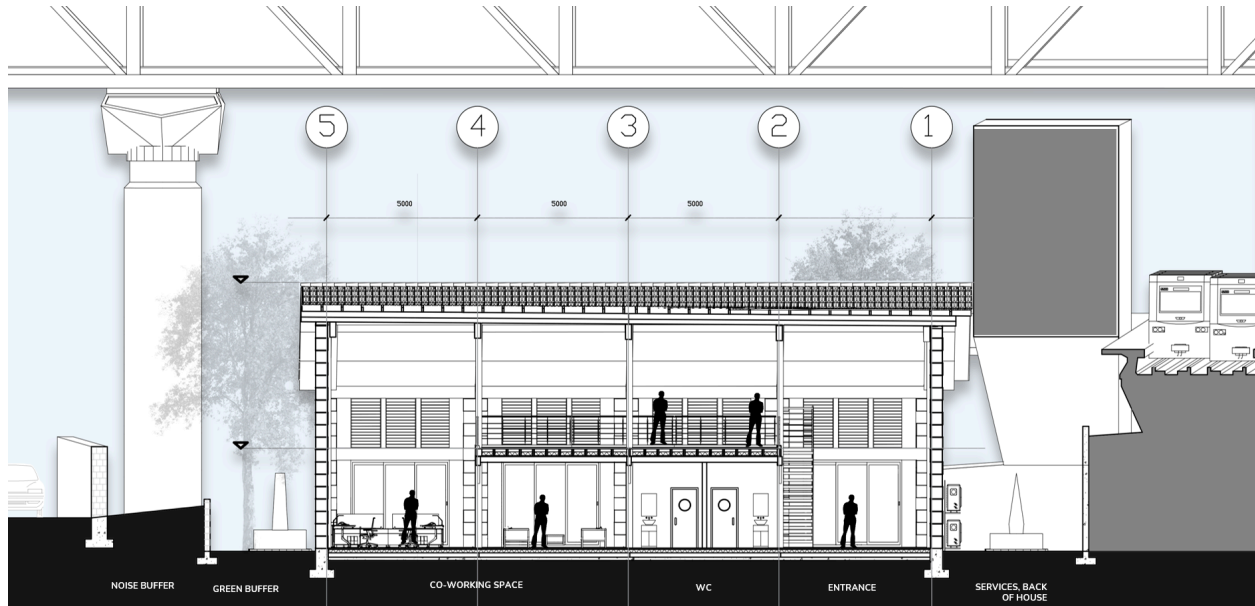 5 4 3 2 1
5000 5000 5000
NOISE BUFFER
GREEN BUFFER
CO-WORKING SPACE
WC
ENTRANCE
SERVICES, BACK
OF HOUSE